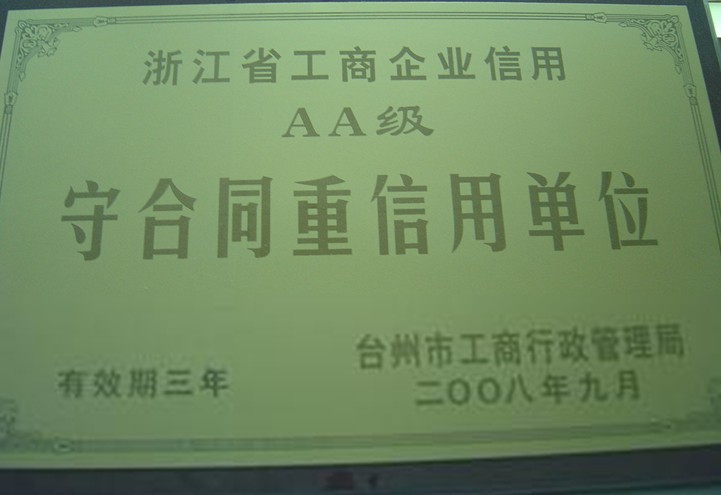 浙江省工商企业信用
AA级
守合同重信用单位
有效期三年
台州市工商行政管理局
二〇〇八年九月